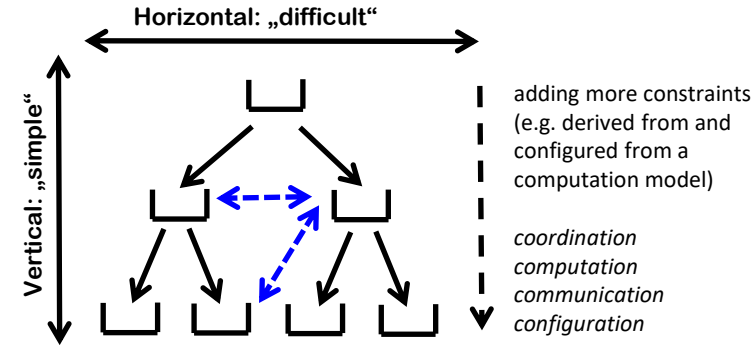 Horizontal: „difficult“
Vertical: „simple“
adding more constraints
(e.g. derived from and
configured from a
computation model)
coordination
computation
communication
configuration